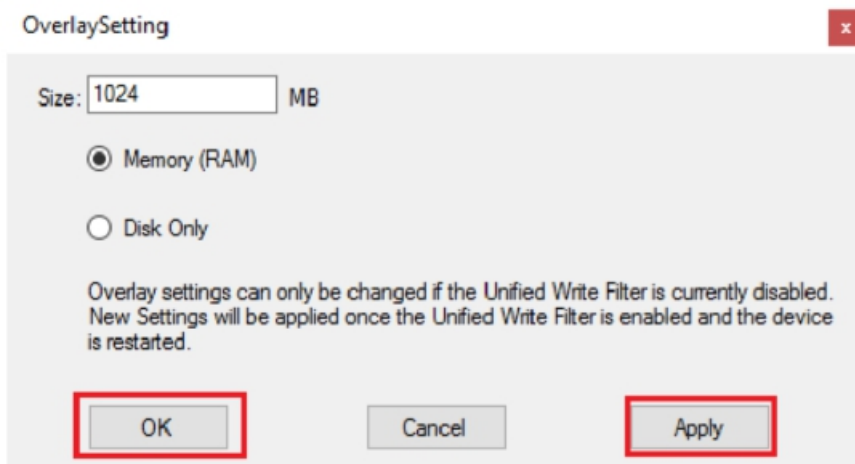 OverlaySetting
x
Size: 1024 MB
Memory (RAM)
Disk Only
Overlay settings can only be changed if the Unified Write Filter is currently disabled.
New Settings will be applied once the Unified Write Filter is enabled and the device
is restarted.
OK Cancel Apply